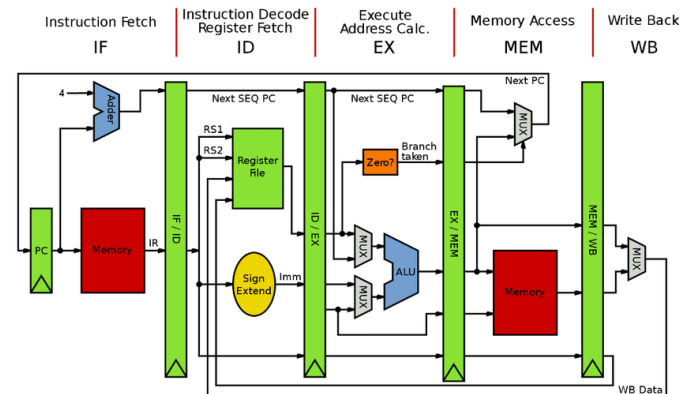 Instruction Fetch
IF
Instruction Decode
Register Fetch
ID
Execute
Address Calc.
EX
Memory Access
MEM
Write Back
WB
Next PC
4
Adder
Next SEQ PC
Next SEQ PC
RS1
RS2
Register
File
Branch
taken
Zero?
MUX
IF / ID
ID / EX
EX / MEM
MEM / WB
PC
Memory
IR
Sign
Extend
Imm
MUX
MUX
ALU
Memory
MUX
WB Data